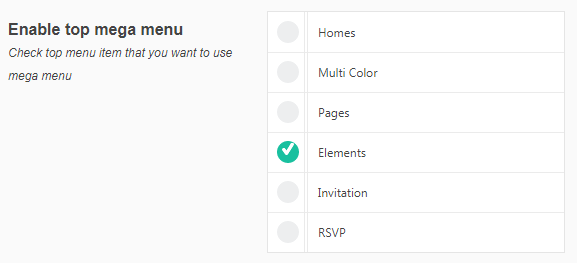 Enable top mega menu
Check top menu item that you want to use
mega menu
Homes
Multi Color
Pages
Elements
Invitation
RSVP